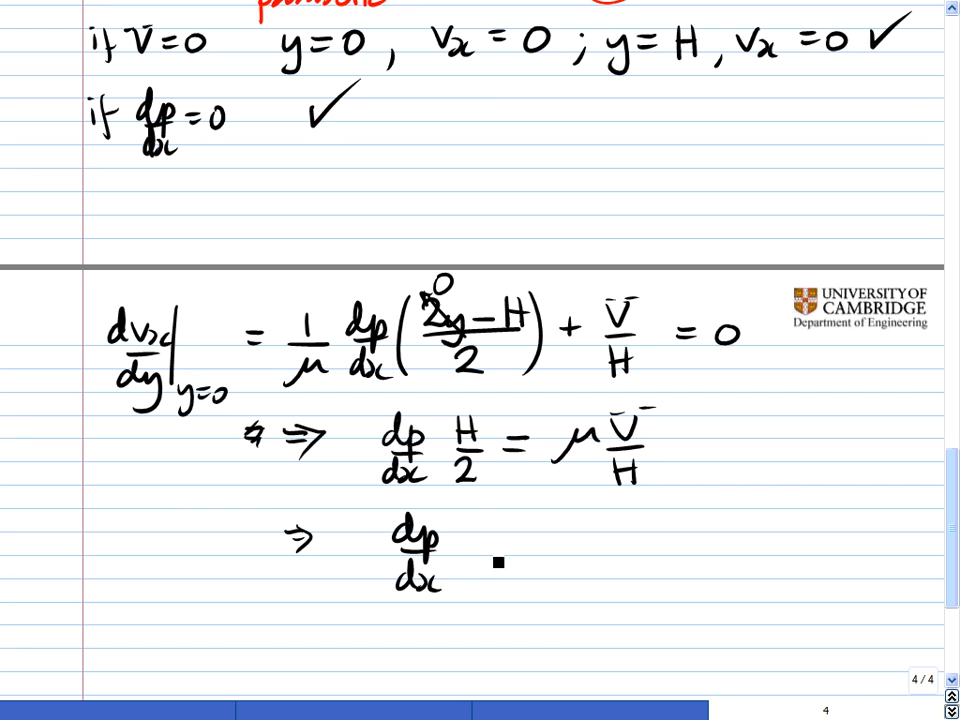 if V=0 y=0, vx = 0 ; y=H, vx=0 ✓
if dp/dx = 0 ✓
UNIVERSITY OF
CAMBRIDGE
Department of Engineering
dvx/dy |y=0 = 1/μ dp/dx ( (2y – H)/2 ) + V/H = 0
0
⇒ dp/dx H/2 = μ V/H
⇒ dp/dx
4 / 4
4